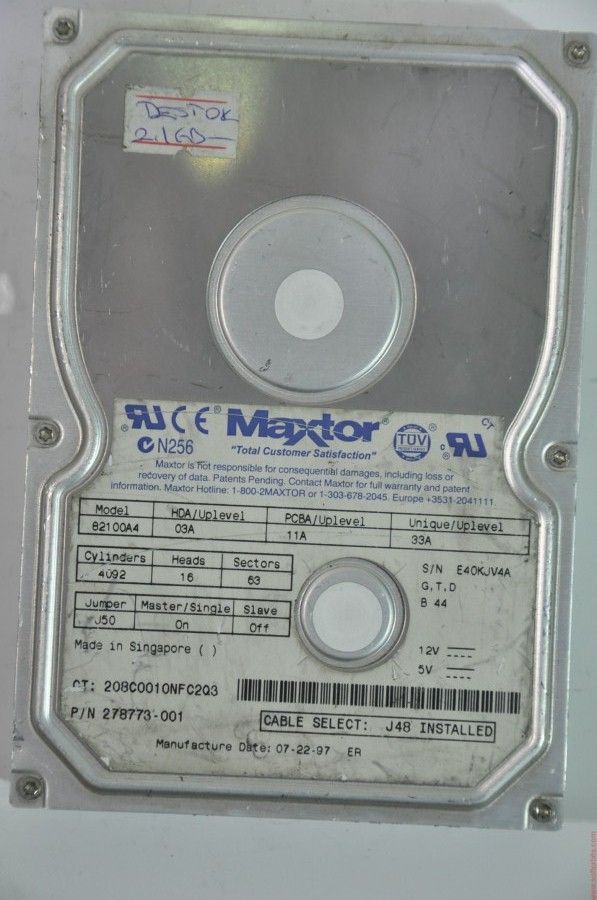 DESTOK
2.1GB
CE Maxtor TÜV
N256 "Total Customer Satisfaction"
Maxtor is not responsible for consequential damages, including loss or
recovery of data. Patents Pending. Contact Maxtor for full warranty and patent
information. Maxtor Hotline: 1-800-2MAXTOR or 1-303-678-2045. Europe +3531-2041111
Model HDA/Uplevel PCBA/Uplevel Unique/Uplevel
82100A4 03A 11A 33A
Cylinders Heads Sectors S/N E40KJV4A
4092 16 63 G,T,D
B 44
Jumper Master/Single Slave
J50 On Off
Made in Singapore ( ) 12V
5V
CT: 208C0010NFC2Q3
P/N 278773-001 CABLE SELECT: J48 INSTALLED
Manufacture Date: 07-22-97 ER